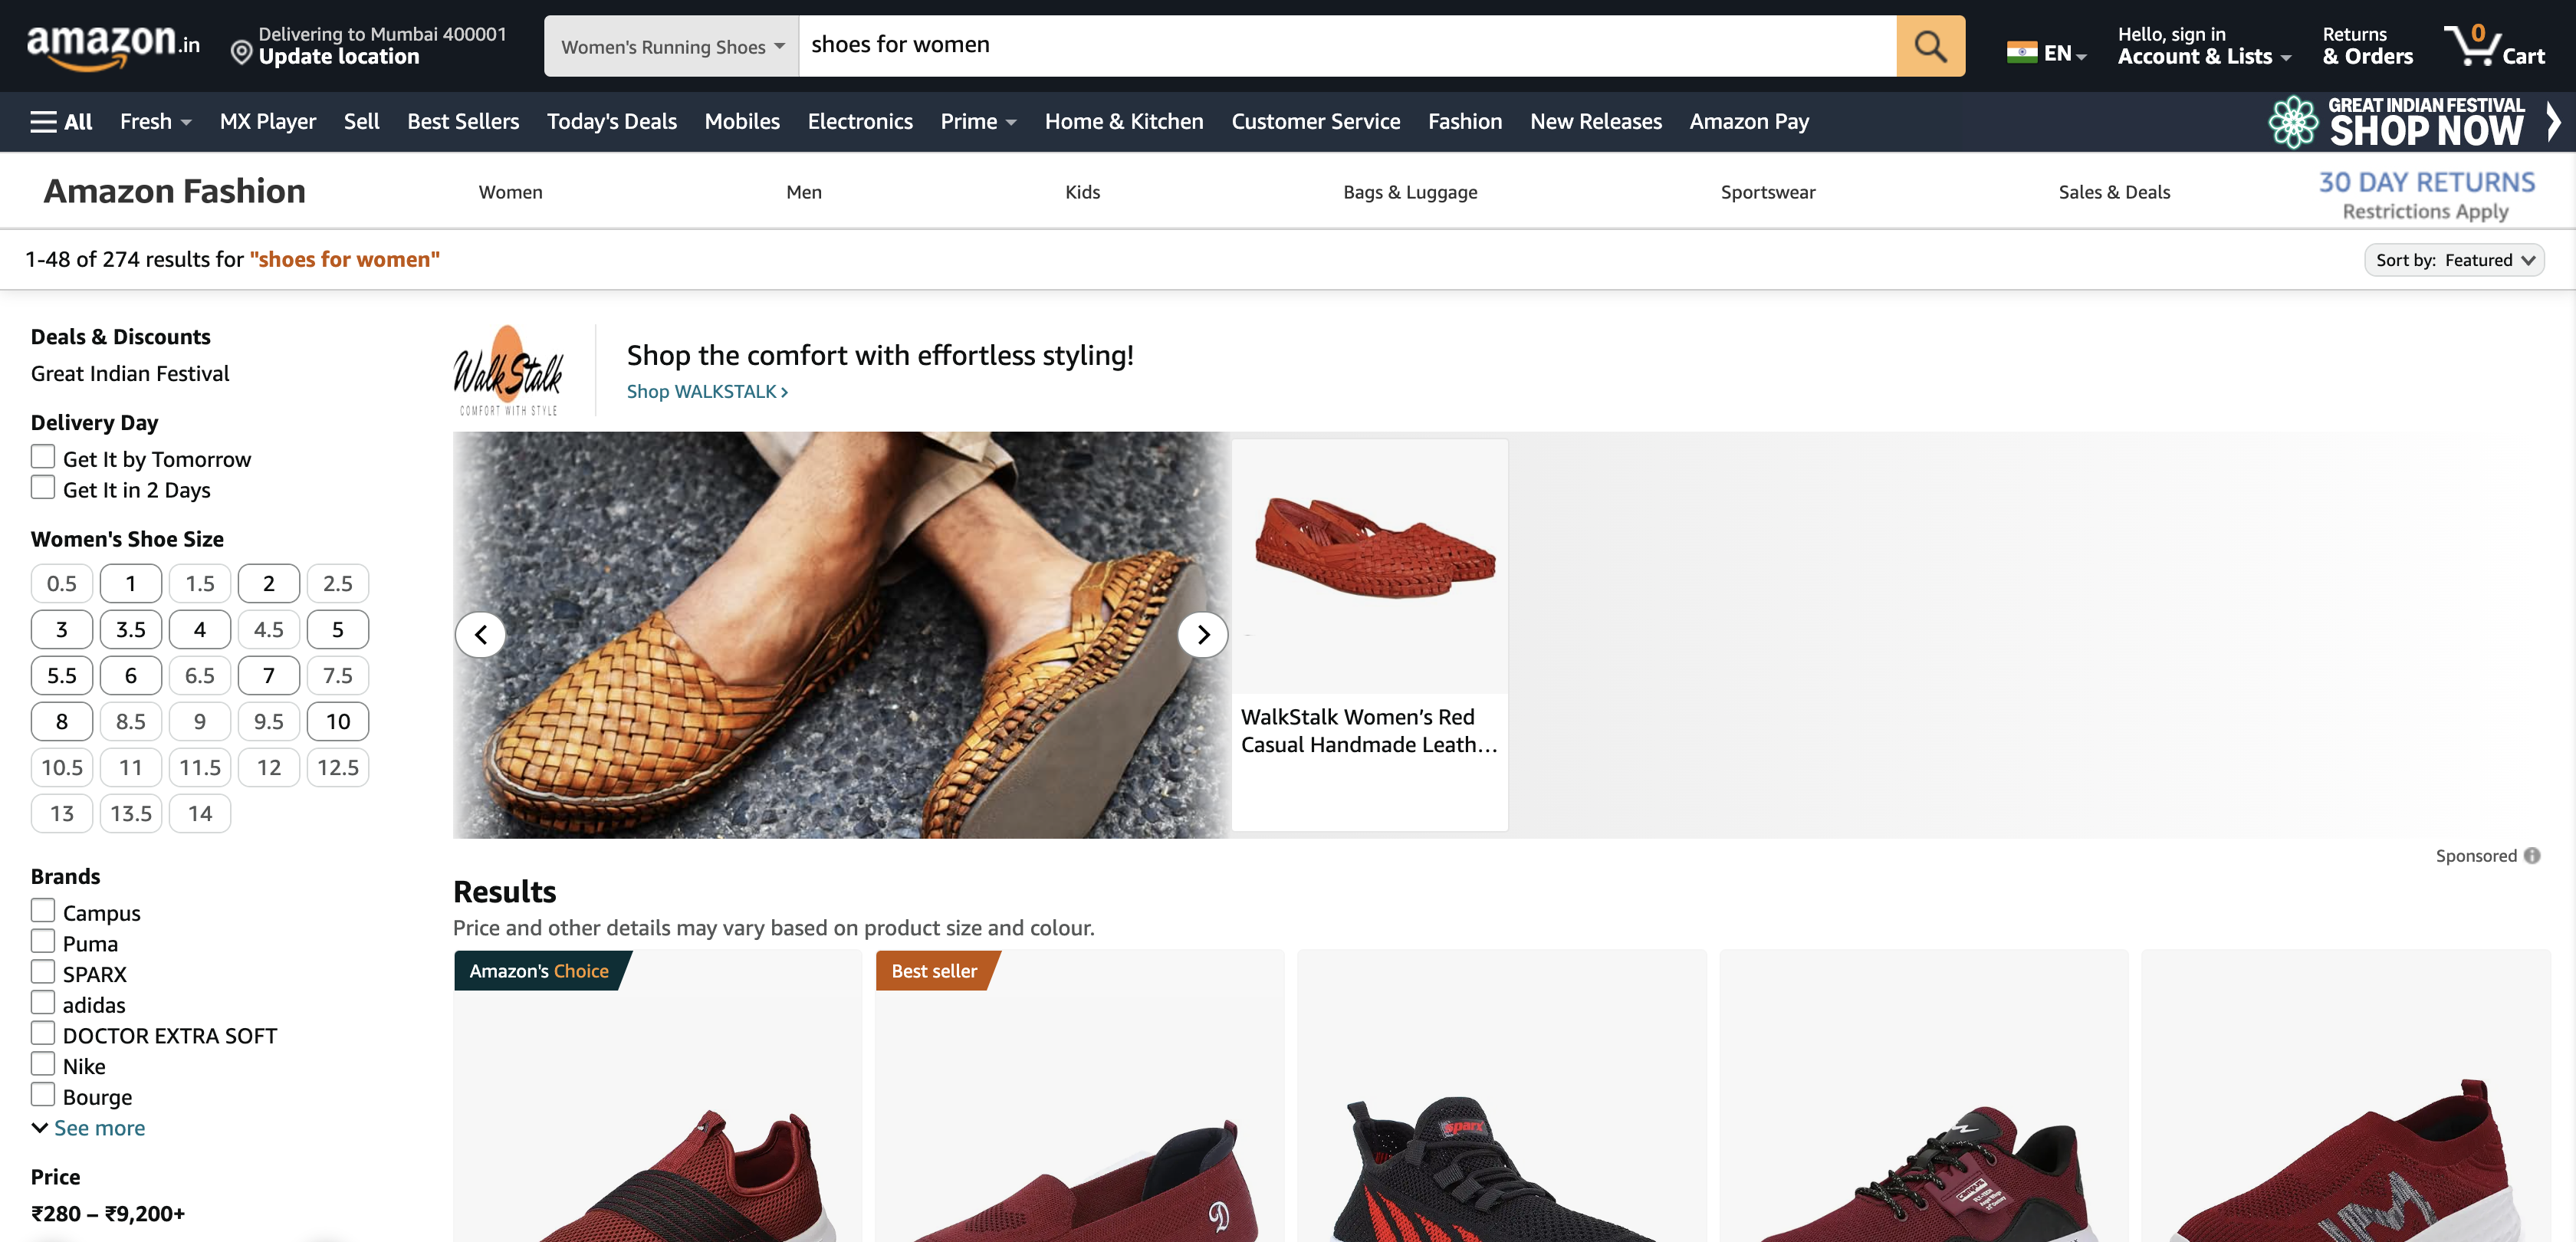 amazon.in
Delivering to Mumbai 400001
Update location
Women's Running Shoes
shoes for women
EN
Hello, sign in
Account & Lists
Returns
& Orders
0
Cart
All
Fresh
MX Player
Sell
Best Sellers
Today's Deals
Mobiles
Electronics
Prime
Home & Kitchen
Customer Service
Fashion
New Releases
Amazon Pay
GREAT INDIAN FESTIVAL
SHOP NOW
Amazon Fashion
Women
Men
Kids
Bags & Luggage
Sportswear
Sales & Deals
30 DAY RETURNS
Restrictions Apply
1-48 of 274 results for "shoes for women"
Sort by: Featured
Deals & Discounts
Great Indian Festival
Delivery Day
Get It by Tomorrow
Get It in 2 Days
Women's Shoe Size
0.5 1 1.5 2 2.5
3 3.5 4 4.5 5
5.5 6 6.5 7 7.5
8 8.5 9 9.5 10
10.5 11 11.5 12 12.5
13 13.5 14
Brands
Campus
Puma
SPARX
adidas
DOCTOR EXTRA SOFT
Nike
Bourge
See more
Price
₹280 – ₹9,200+
WalkStalk
COMFORT WITH STYLE
Shop the comfort with effortless styling!
Shop WALKSTALK ›
WalkStalk Women's Red
Casual Handmade Leath…
Sponsored
Results
Price and other details may vary based on product size and colour.
Amazon's Choice
Best seller
sparx